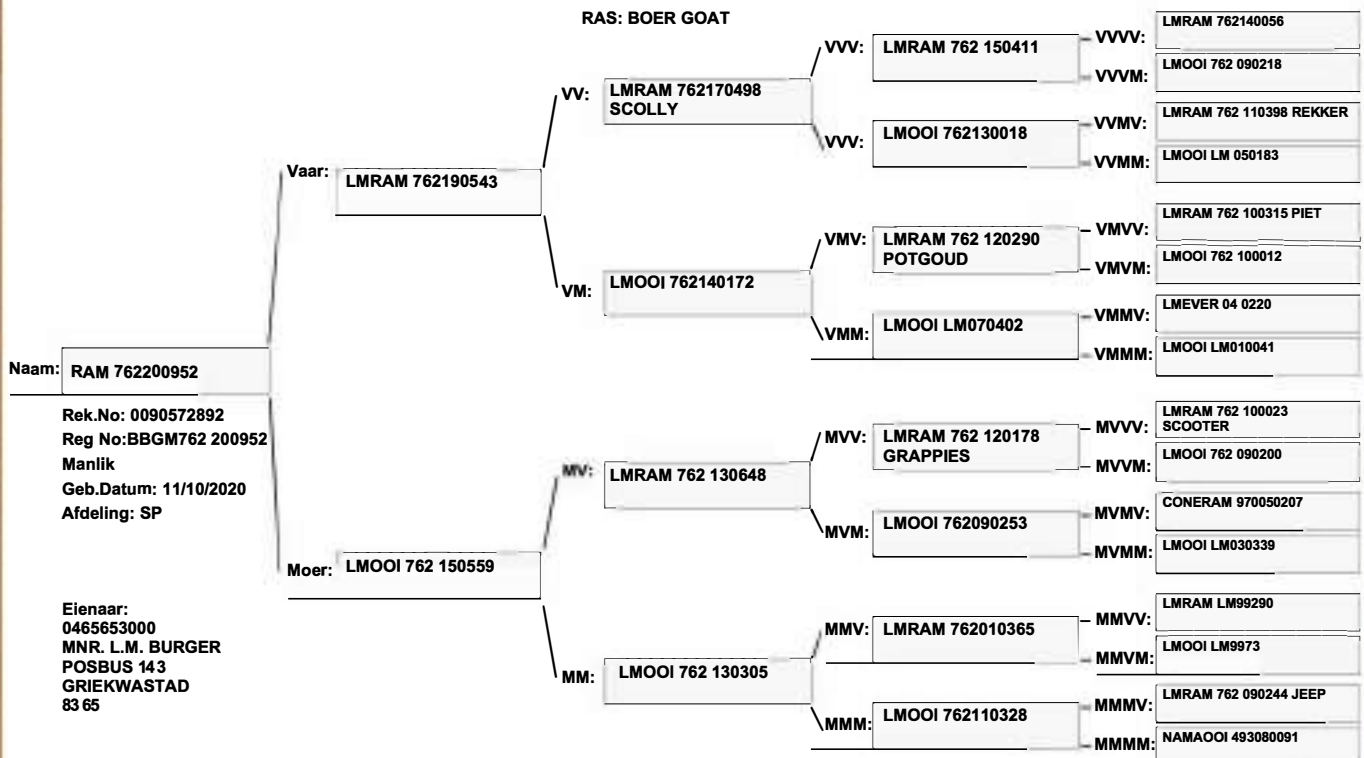 RAS: BOER GOAT
Naam: RAM 762200952
Rek.No: 0090572892
Reg No:BBGM762 200952
Manlik
Geb.Datum: 11/10/2020
Afdeling: SP
Eienaar:
0465653000
MNR. L.M. BURGER
POSBUS 143
GRIEKWASTAD
83 65
Vaar: LMRAM 762190543
Moer: LMOOI 762 150559
VV: LMRAM 762170498
SCOLLY
VM: LMOOI 762140172
MV: LMRAM 762 130648
MM: LMOOI 762 130305
VVV: LMRAM 762 150411
VVV: LMOOI 762130018
VMV: LMRAM 762 120290
POTGOUD
VMM: LMOOI LM070402
MVV: LMRAM 762 120178
GRAPPIES
MVM: LMOOI 762090253
MMV: LMRAM 762010365
MMM: LMOOI 762110328
VVVV: LMRAM 762140056
VVVM: LMOOI 762 090218
VVMV: LMRAM 762 110398 REKKER
VVMM: LMOOI LM 050183
VMVV: LMRAM 762 100315 PIET
VMVM: LMOOI 762 100012
VMMV: LMEVER 04 0220
VMMM: LMOOI LM010041
MVVV: LMRAM 762 100023
SCOOTER
MVVM: LMOOI 762 090200
MVMV: CONERAM 970050207
MVMM: LMOOI LM030339
MMVV: LMRAM LM99290
MMVM: LMOOI LM9973
MMMV: LMRAM 762 090244 JEEP
MMMM: NAMAOOI 493080091